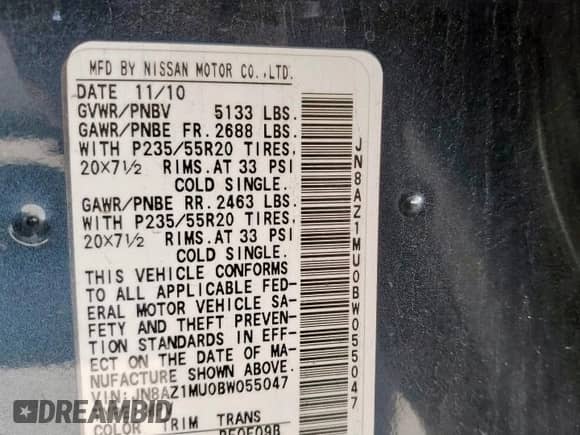 MFD BY NISSAN MOTOR CO.,LTD.
DATE 11/10
GVWR/PNBV 5133 LBS.
GAWR/PNBE FR. 2688 LBS.
WITH P235/55R20 TIRES,
20×7½ RIMS.AT 33 PSI
COLD SINGLE.
GAWR/PNBE RR. 2463 LBS.
WITH P235/55R20 TIRES,
20×7½ RIMS.AT 33 PSI
COLD SINGLE.
THIS VEHICLE CONFORMS
TO ALL APPLICABLE FED-
ERAL MOTOR VEHICLE SA-
FETY AND THEFT PREVEN-
TION STANDARDS IN EFF-
ECT ON THE DATE OF MA-
NUFACTURE SHOWN ABOVE.
VIN: JN8AZ1MU0BW055047
COLOR TRIM TRANS
JN8AZ1MU0BW055047
DREAMBID